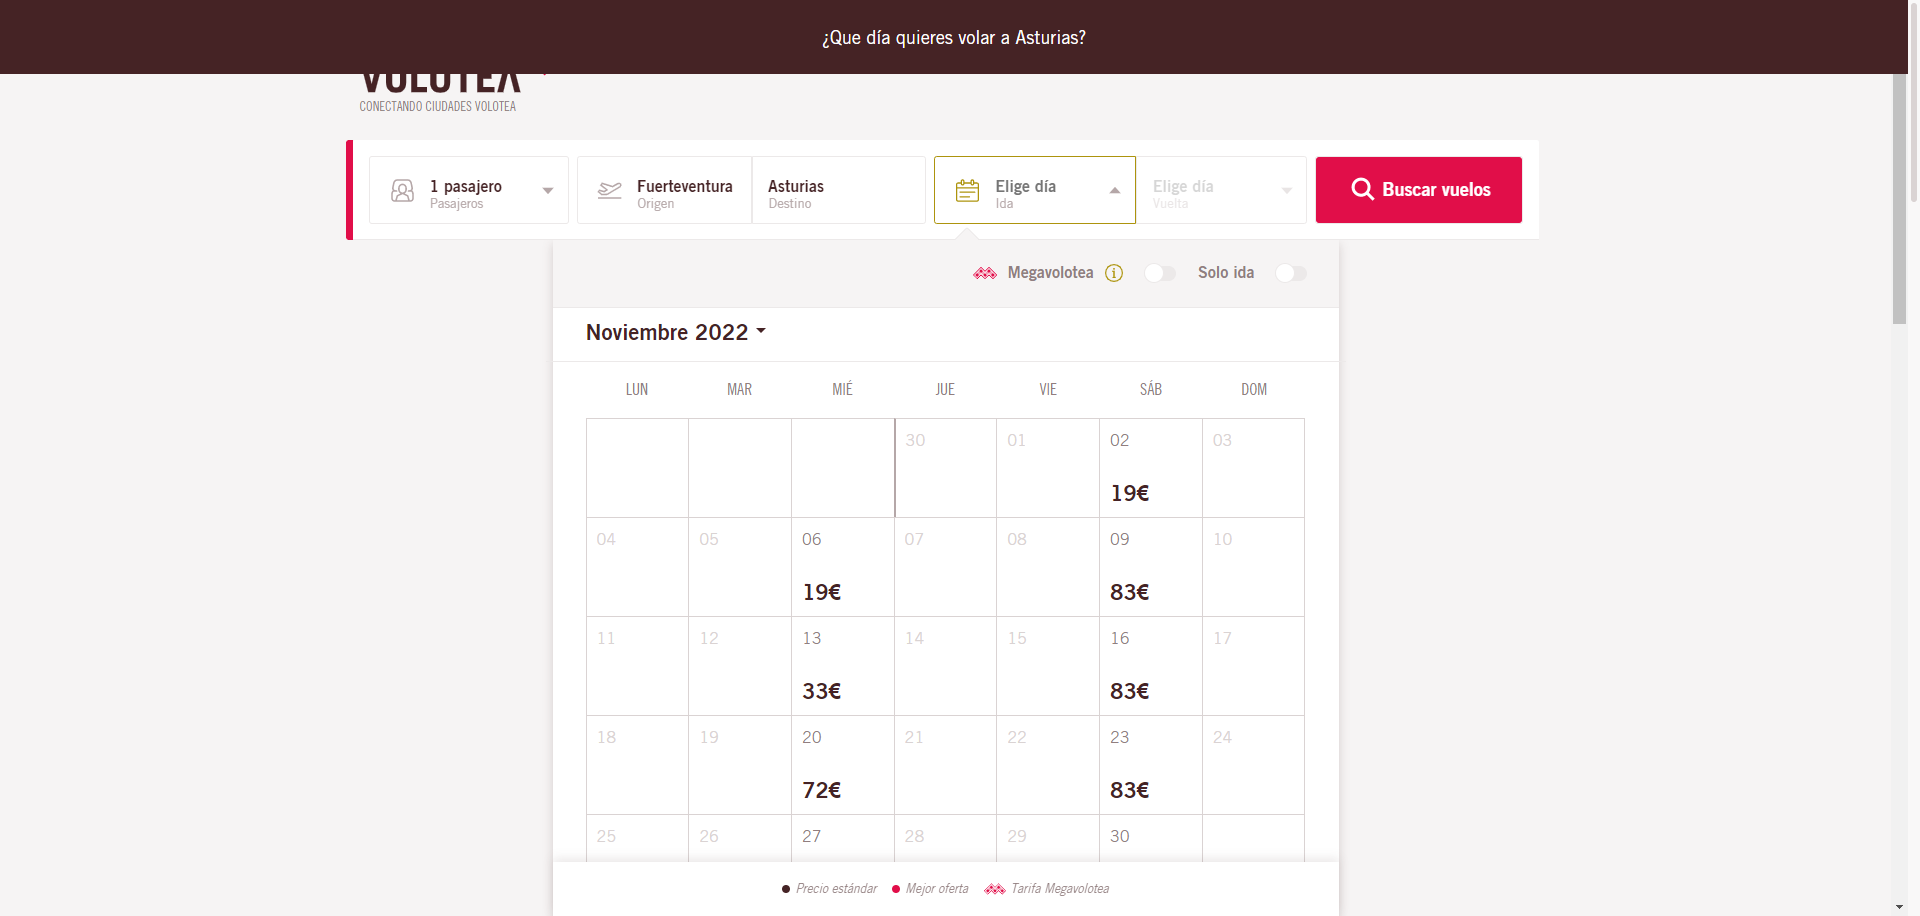 ¿Que día quieres volar a Asturias?
VOLOTEA
CONECTANDO CIUDADES VOLOTEA
1 pasajero
Pasajeros
Fuerteventura
Origen
Asturias
Destino
Elige día
Ida
Elige día
Vuelta
Buscar vuelos
Megavolotea
Solo ida
Noviembre 2022
LUN MAR MIÉ JUE VIE SÁB DOM
30 01 02 03
19€
04 05 06 07 08 09 10
19€ 83€
11 12 13 14 15 16 17
33€ 83€
18 19 20 21 22 23 24
72€ 83€
25 26 27 28 29 30
Precio estándar Mejor oferta Tarifa Megavolotea